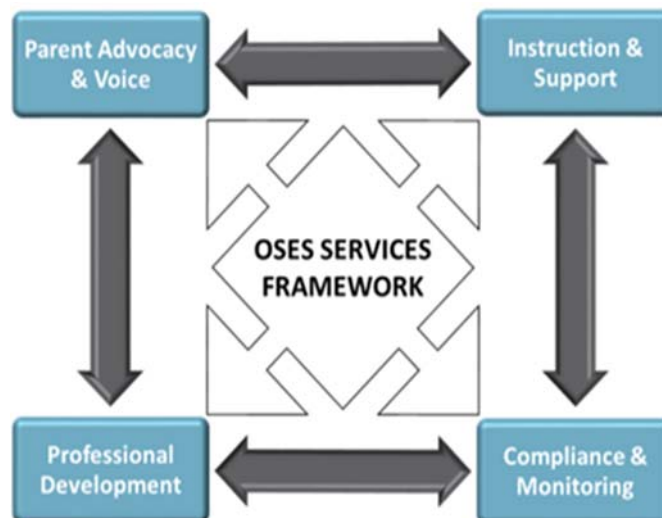 Parent Advocacy
& Voice
Instruction &
Support
OSES SERVICES
FRAMEWORK
Professional
Development
Compliance &
Monitoring